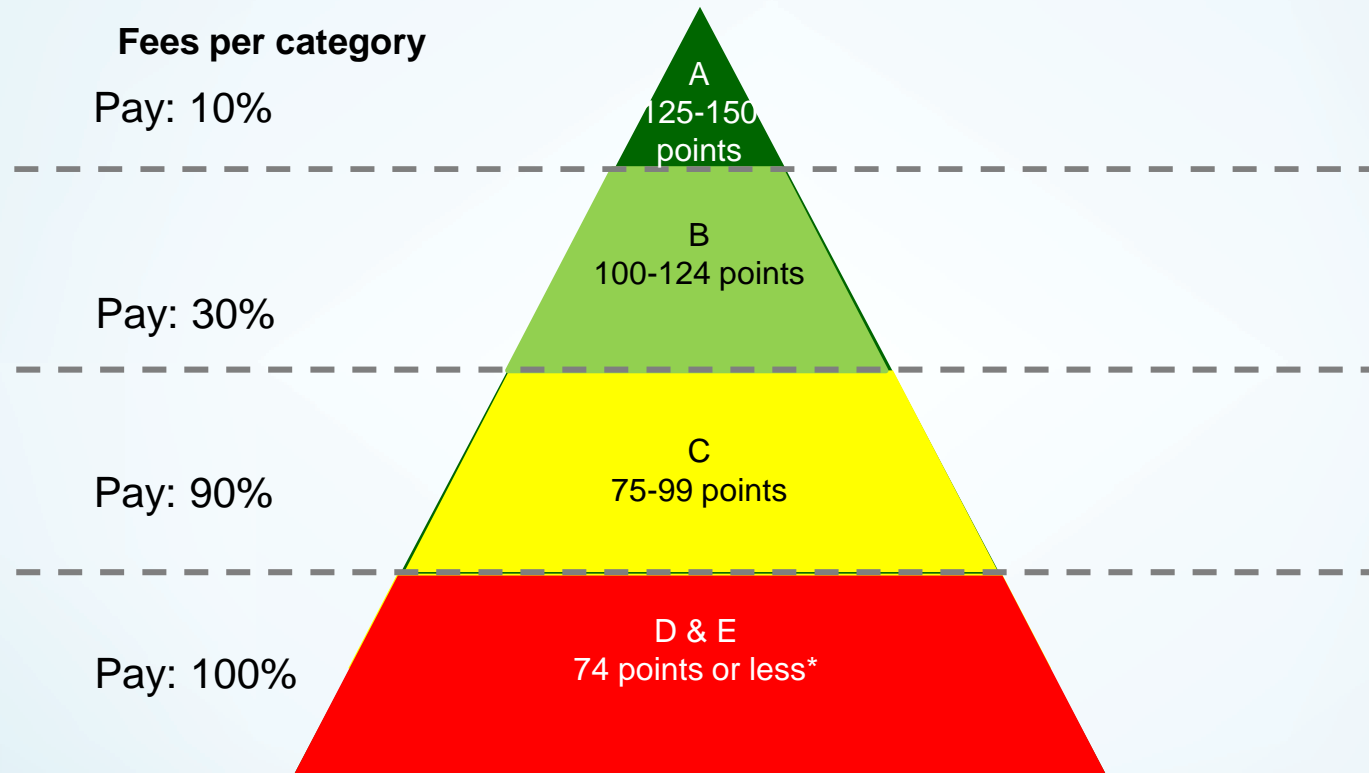 Fees per category
Pay: 10%
A
125-150
points
B
100-124 points
Pay: 30%
C
75-99 points
Pay: 90%
D & E
74 points or less*
Pay: 100%